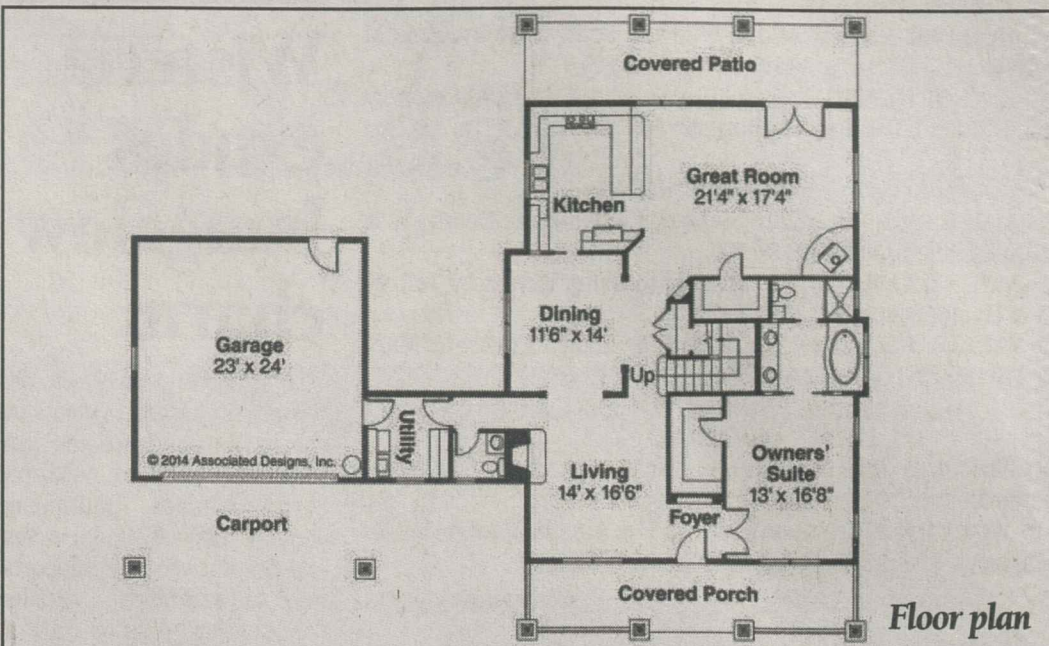 Covered Patio
Great Room
21'4" x 17'4"
Kitchen
Dining
11'6" x 14'
Garage
23' x 24'
Up
Utility
© 2014 Associated Designs, Inc.
Living
14' x 16'6"
Owners'
Suite
13' x 16'8"
Foyer
Carport
Covered Porch
Floor plan